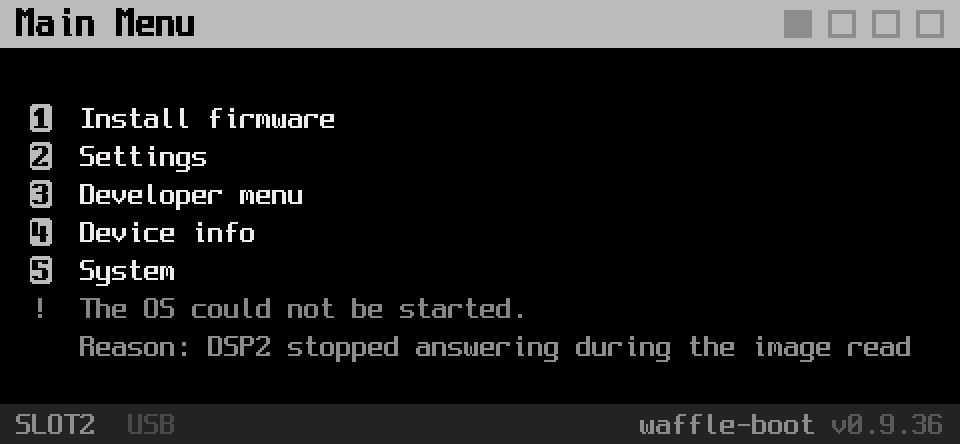 Main Menu
1 Install firmware
2 Settings
3 Developer menu
4 Device info
5 System
! The OS could not be started.
Reason: DSP2 stopped answering during the image read
SLOT2 USB waffle-boot v0.9.36